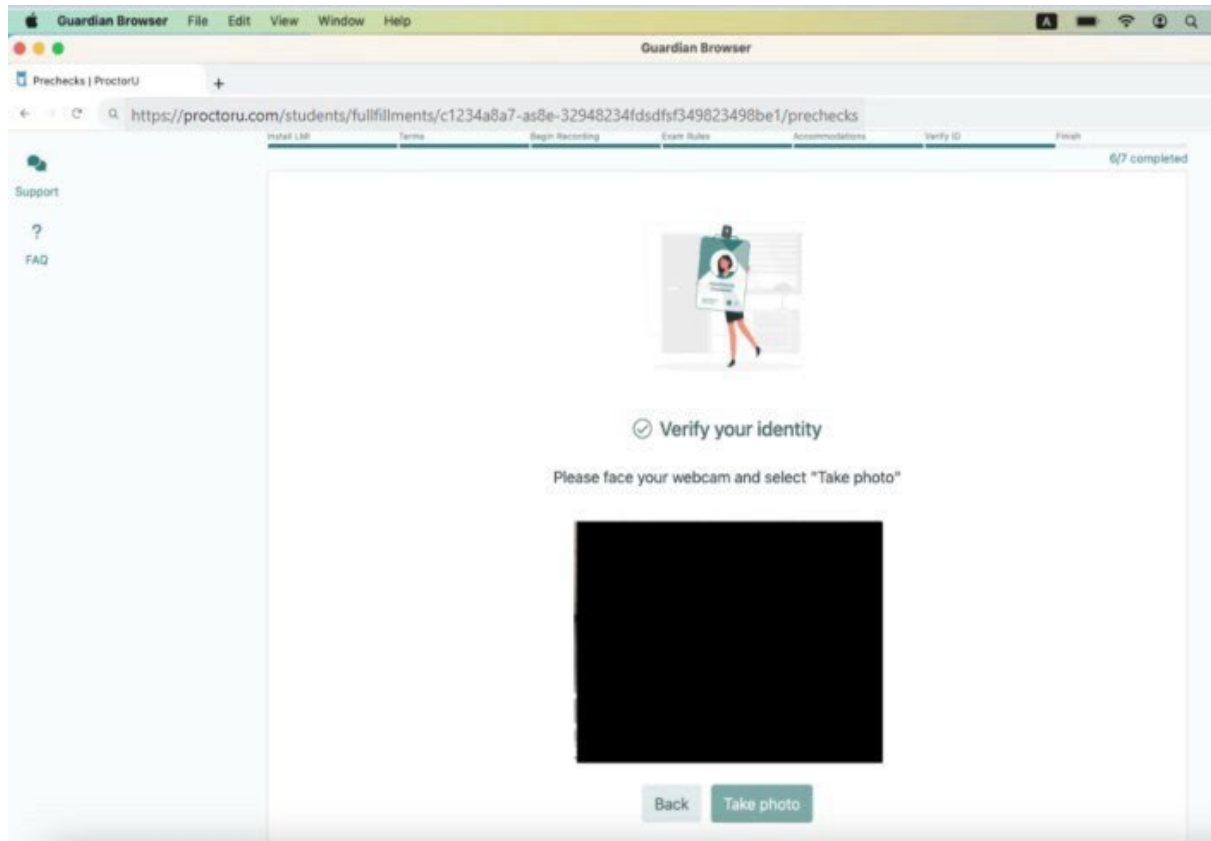 Guardian Browser File Edit View Window Help A
Guardian Browser
Prechecks | ProctorU +
https://proctoru.com/students/fullfillments/c1234a8a7-as8e-32948234fdsdfsf349823498be1/prechecks
Install LMI Terms Begin Recording Exam Rules Accommodations Verify ID Finish
6/7 completed
Support
?
FAQ
Verify your identity
Please face your webcam and select "Take photo"
Back Take photo